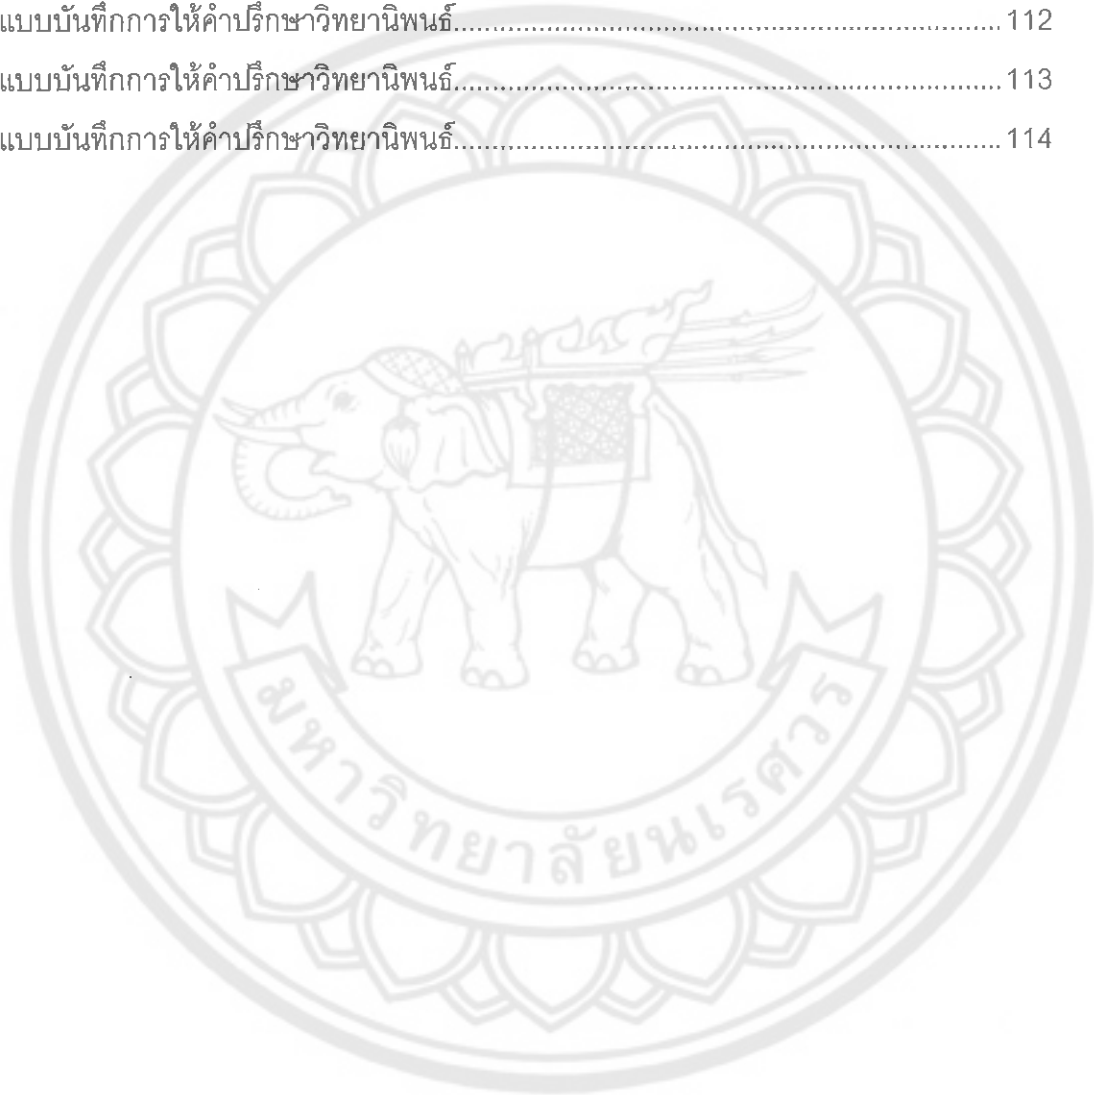 แบบบันทึกการให้คำปรึกษาวิทยานิพนธ์.......................................................................................112
แบบบันทึกการให้คำปรึกษาวิทยานิพนธ์.......................................................................................113
แบบบันทึกการให้คำปรึกษาวิทยานิพนธ์.......................................................................................114
มหาวิทยาลัยนเรศวร